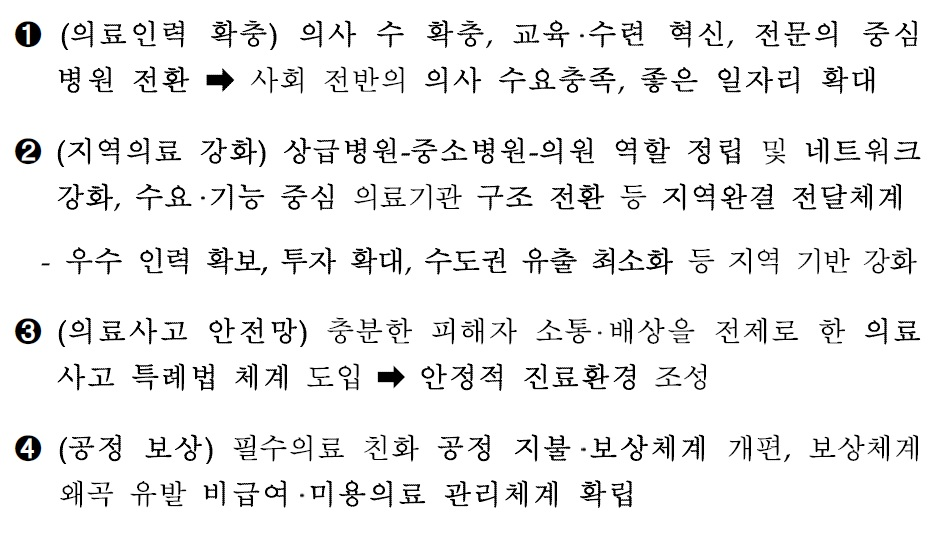 ❶ (의료인력 확충) 의사 수 확충, 교육·수련 혁신, 전문의 중심
병원 전환 ➡ 사회 전반의 의사 수요충족, 좋은 일자리 확대
❷ (지역의료 강화) 상급병원-중소병원-의원 역할 정립 및 네트워크
강화, 수요·기능 중심 의료기관 구조 전환 등 지역완결 전달체계
- 우수 인력 확보, 투자 확대, 수도권 유출 최소화 등 지역 기반 강화
❸ (의료사고 안전망) 충분한 피해자 소통·배상을 전제로 한 의료
사고 특례법 체계 도입 ➡ 안정적 진료환경 조성
❹ (공정 보상) 필수의료 친화 공정 지불·보상체계 개편, 보상체계
왜곡 유발 비급여·미용의료 관리체계 확립